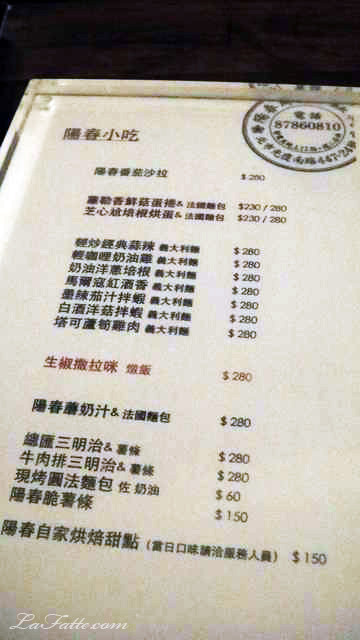 陽春小吃
電話
87860810
陽春番茄沙拉 $280
蘿勒香鮮菇蛋捲&法國麵包 $230 / 280
芝心尬培根烘蛋&法國麵包 $230 / 280
輕炒經典蒜辣 義大利麵 $280
輕咖哩奶油雞 義大利麵 $280
奶油洋蔥培根 義大利麵 $280
馬爾寇紅酒香 義大利麵 $280
墨辣茄汁拌蝦 義大利麵 $280
白酒洋菇拌蝦 義大利麵 $280
塔可蘆筍雞肉 義大利麵 $280
生椒撒拉咪 燉飯 $280
陽春蘑奶汁&法國麵包 $280
總匯三明治&薯條 $280
牛肉排三明治&薯條 $280
現烤圓法麵包 佐 奶油 $60
陽春脆薯條 $150
陽春自家烘焙甜點（當日口味請洽服務人員） $150
LaFatte.com